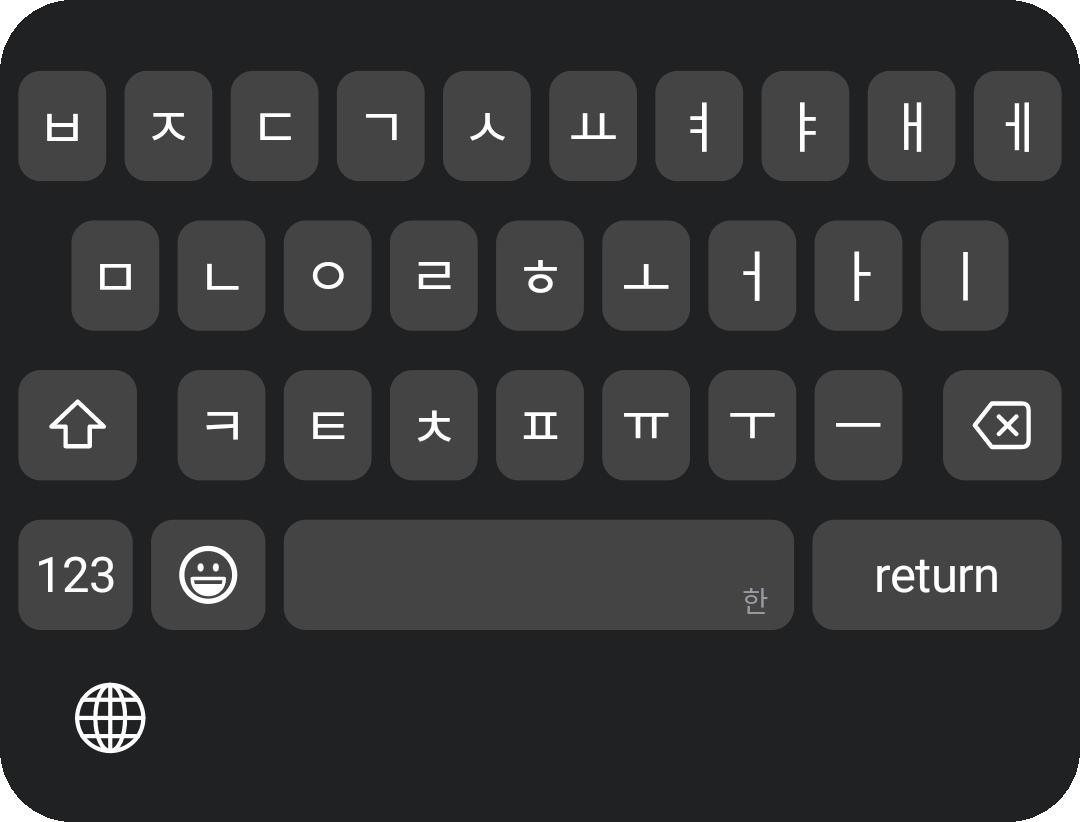 ㅂ ㅈ ㄷ ㄱ ㅅ ㅛ ㅕ ㅑ ㅐ ㅔ
ㅁ ㄴ ㅇ ㄹ ㅎ ㅗ ㅓ ㅏ ㅣ
ㅋ ㅌ ㅊ ㅍ ㅠ ㅜ ㅡ
123 한 return